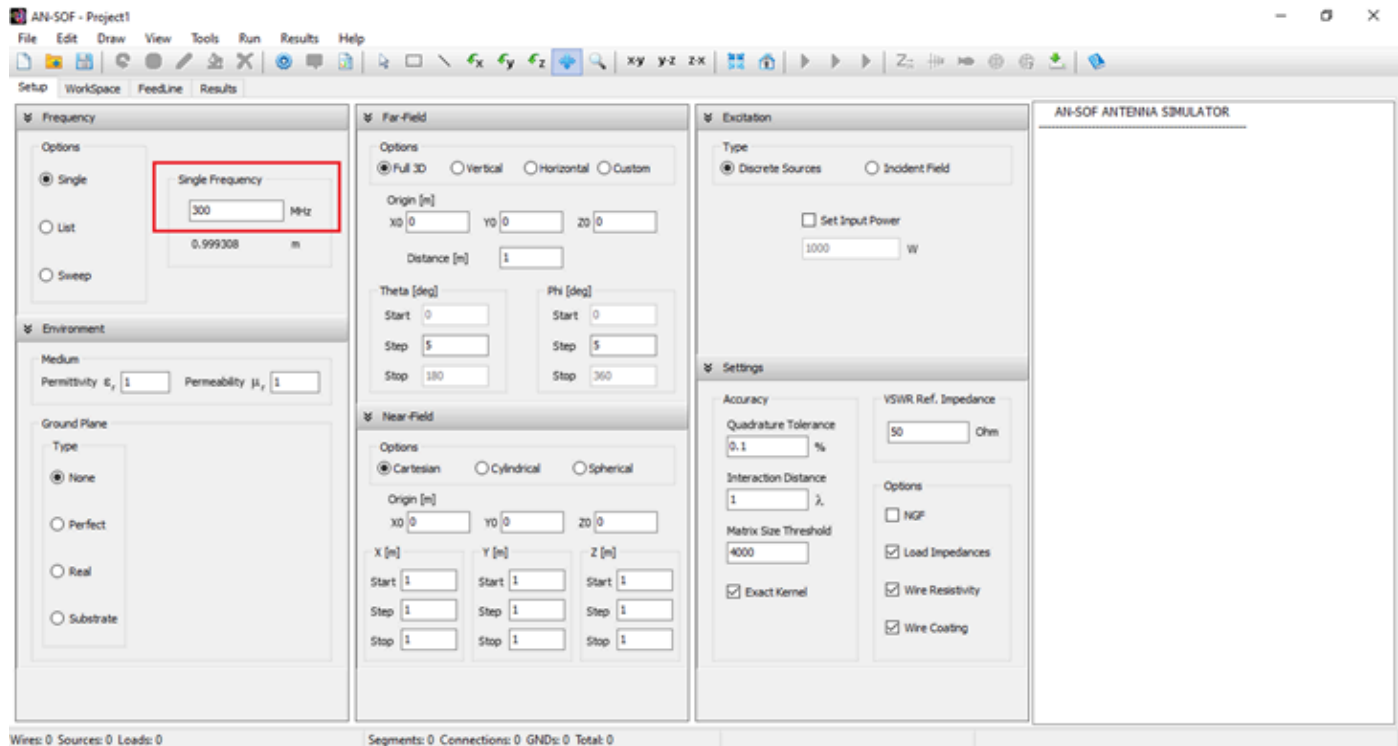 AN-SOF - Project1
File Edit Draw View Tools Run Results Help
xy yz zx
Setup WorkSpace FeedLine Results
Frequency
Options
Single
List
Sweep
Single Frequency
300 MHz
0.999308 m
Environment
Medium
Permittivity εr 1 Permeability μr 1
Ground Plane
Type
None
Perfect
Real
Substrate
Far-Field
Options
Full 3D Vertical Horizontal Custom
Origin [m]
X0 0 Y0 0 Z0 0
Distance [m] 1
Theta [deg] Phi [deg]
Start 0 Start 0
Step 5 Step 5
Stop 180 Stop 360
Near-Field
Options
Cartesian Cylindrical Spherical
Origin [m]
X0 0 Y0 0 Z0 0
X [m] Y [m] Z [m]
Start 1 Start 1 Start 1
Step 1 Step 1 Step 1
Stop 1 Stop 1 Stop 1
Excitation
Type
Discrete Sources Incident Field
Set Input Power
1000 W
Settings
Accuracy
Quadrature Tolerance
0.1 %
Interaction Distance
1 λ
Matrix Size Threshold
4000
Exact Kernel
VSWR Ref. Impedance
50 Ohm
Options
NGF
Load Impedances
Wire Resistivity
Wire Coating
AN-SOF ANTENNA SIMULATOR
Wires: 0 Sources: 0 Loads: 0 Segments: 0 Connections: 0 GNDs: 0 Total: 0